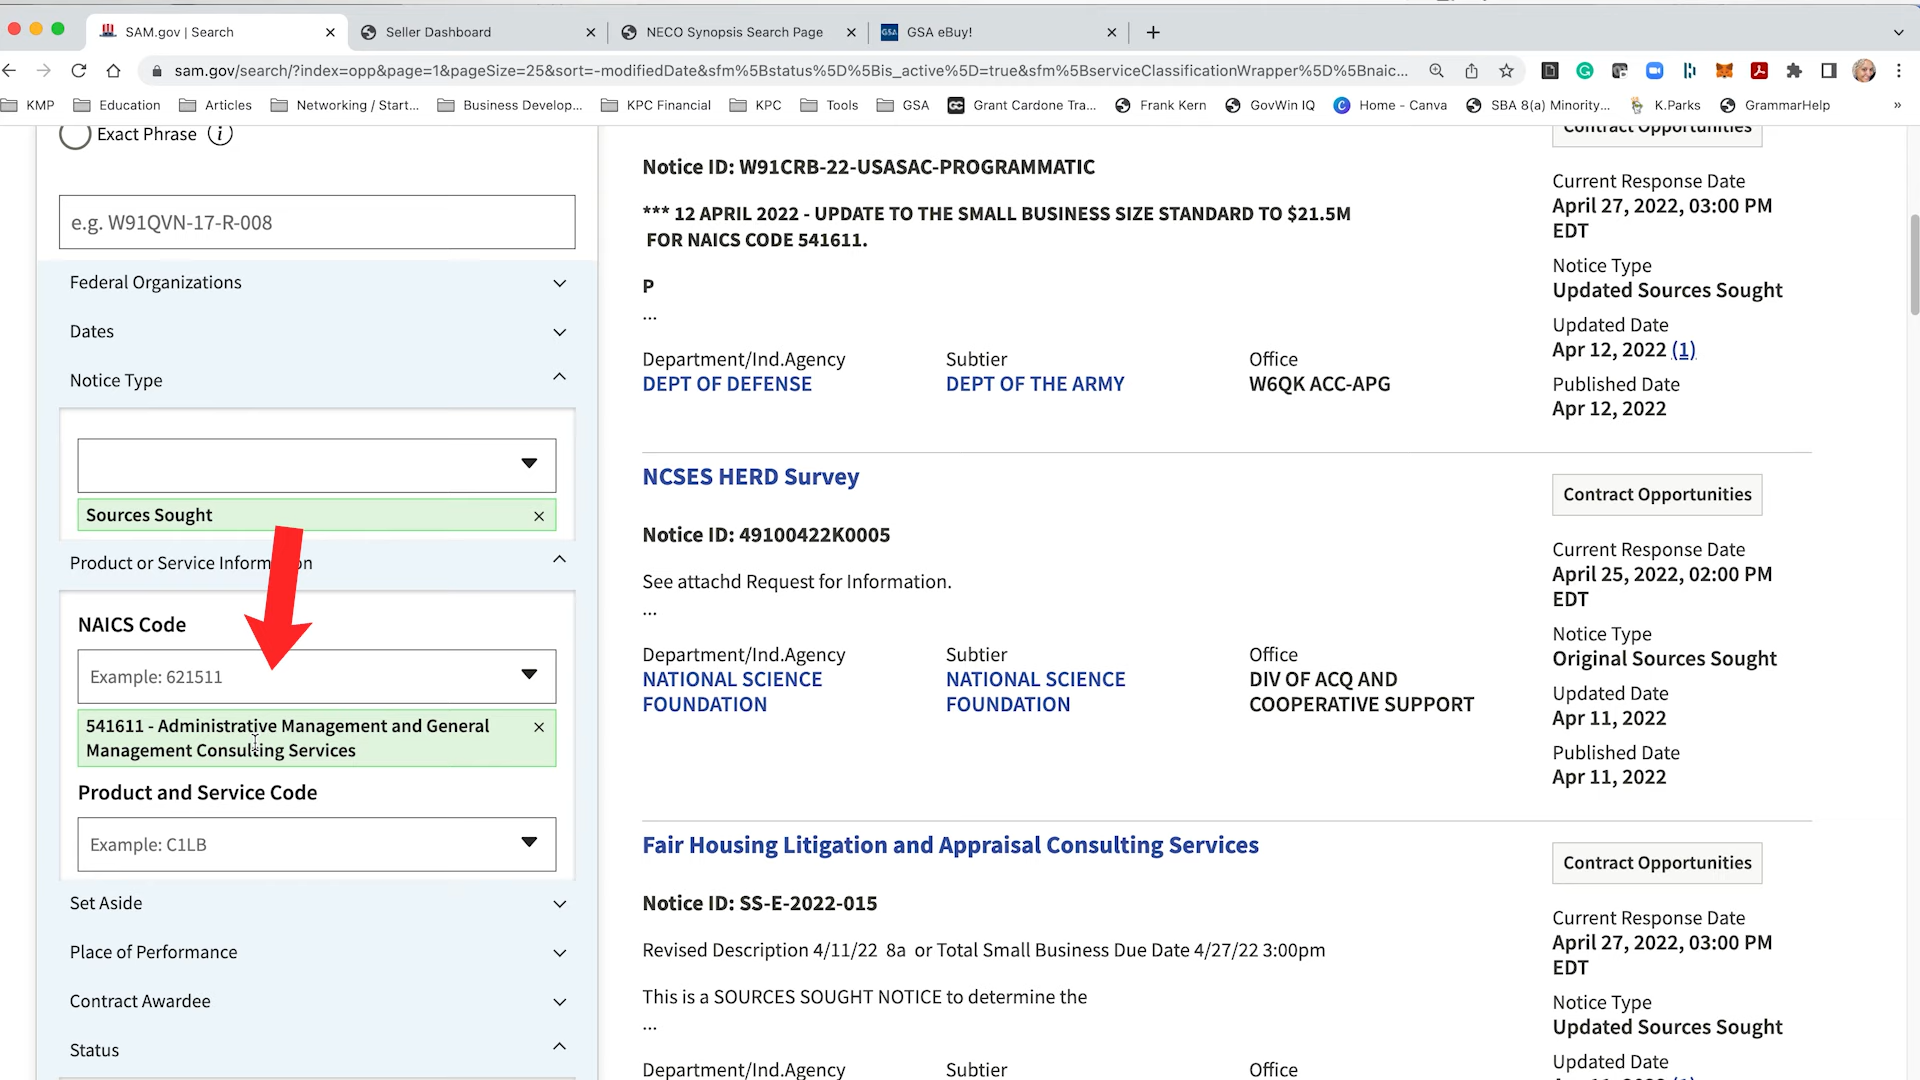 SAM.gov | Search
Seller Dashboard
NECO Synopsis Search Page
GSA
GSA eBuy!
sam.gov/search/?index=opp&page=1&pageSize=25&sort=-modifiedDate&sfm%5Bstatus%5D%5Bis_active%5D=true&sfm%5BserviceClassificationWrapper%5D%5Bnaic...
KMP
Education
Articles
Networking / Start...
Business Develop...
KPC Financial
KPC
Tools
GSA
Grant Cardone Tra...
Frank Kern
GovWin IQ
Home - Canva
SBA 8(a) Minority...
K.Parks
GrammarHelp
»
Exact Phrase
e.g. W91QVN-17-R-008
Federal Organizations
Dates
Notice Type
Sources Sought
Product or Service Information
NAICS Code
Example: 621511
541611 - Administrative Management and General
Management Consulting Services
Product and Service Code
Example: C1LB
Set Aside
Place of Performance
Contract Awardee
Status
Notice ID: W91CRB-22-USASAC-PROGRAMMATIC
*** 12 APRIL 2022 - UPDATE TO THE SMALL BUSINESS SIZE STANDARD TO $21.5M
FOR NAICS CODE 541611.
P
...
Department/Ind.Agency
DEPT OF DEFENSE
Subtier
DEPT OF THE ARMY
Office
W6QK ACC-APG
Contract Opportunities
Current Response Date
April 27, 2022, 03:00 PM
EDT
Notice Type
Updated Sources Sought
Updated Date
Apr 12, 2022 (1)
Published Date
Apr 12, 2022
NCSES HERD Survey
Notice ID: 49100422K0005
See attachd Request for Information.
...
Department/Ind.Agency
NATIONAL SCIENCE
FOUNDATION
Subtier
NATIONAL SCIENCE
FOUNDATION
Office
DIV OF ACQ AND
COOPERATIVE SUPPORT
Contract Opportunities
Current Response Date
April 25, 2022, 02:00 PM
EDT
Notice Type
Original Sources Sought
Updated Date
Apr 11, 2022
Published Date
Apr 11, 2022
Fair Housing Litigation and Appraisal Consulting Services
Notice ID: SS-E-2022-015
Revised Description 4/11/22 8a or Total Small Business Due Date 4/27/22 3:00pm
This is a SOURCES SOUGHT NOTICE to determine the
...
Department/Ind.Agency
Subtier
Office
Contract Opportunities
Current Response Date
April 27, 2022, 03:00 PM
EDT
Notice Type
Updated Sources Sought
Updated Date